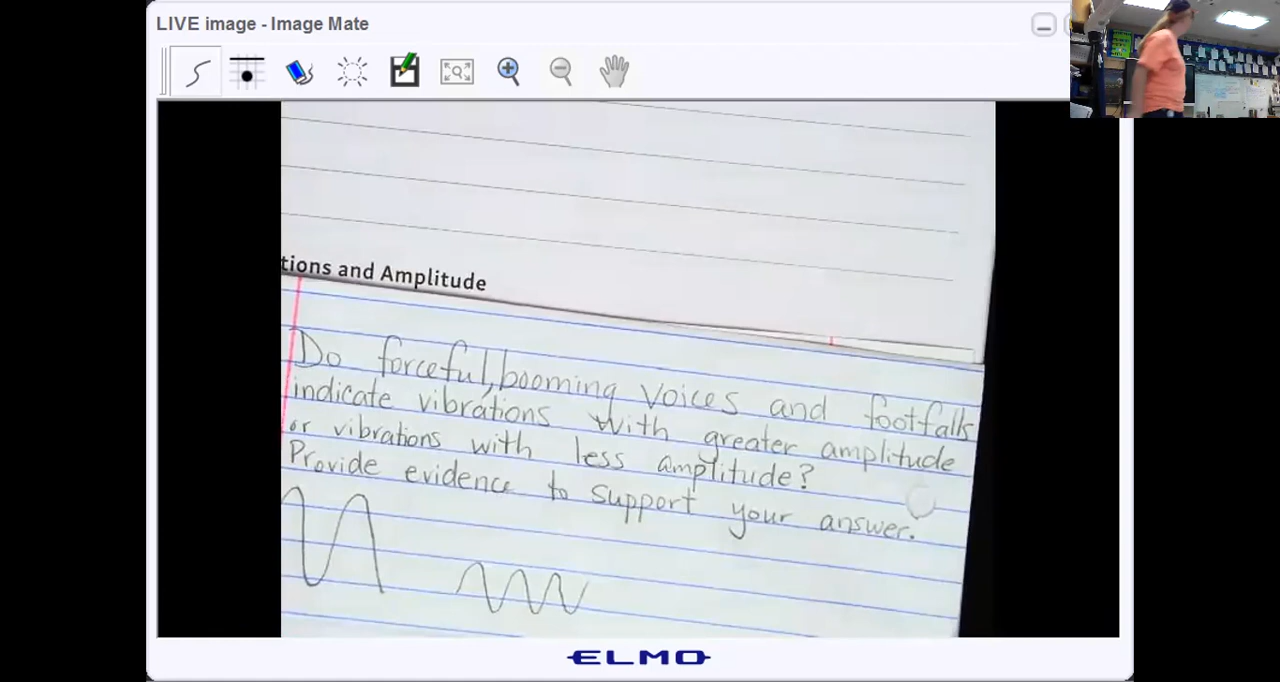 LIVE image - Image Mate
tions and Amplitude
Do forceful, booming voices and footfalls
indicate vibrations with greater amplitude
or vibrations with less amplitude?
Provide evidence to support your answer.
ELMO